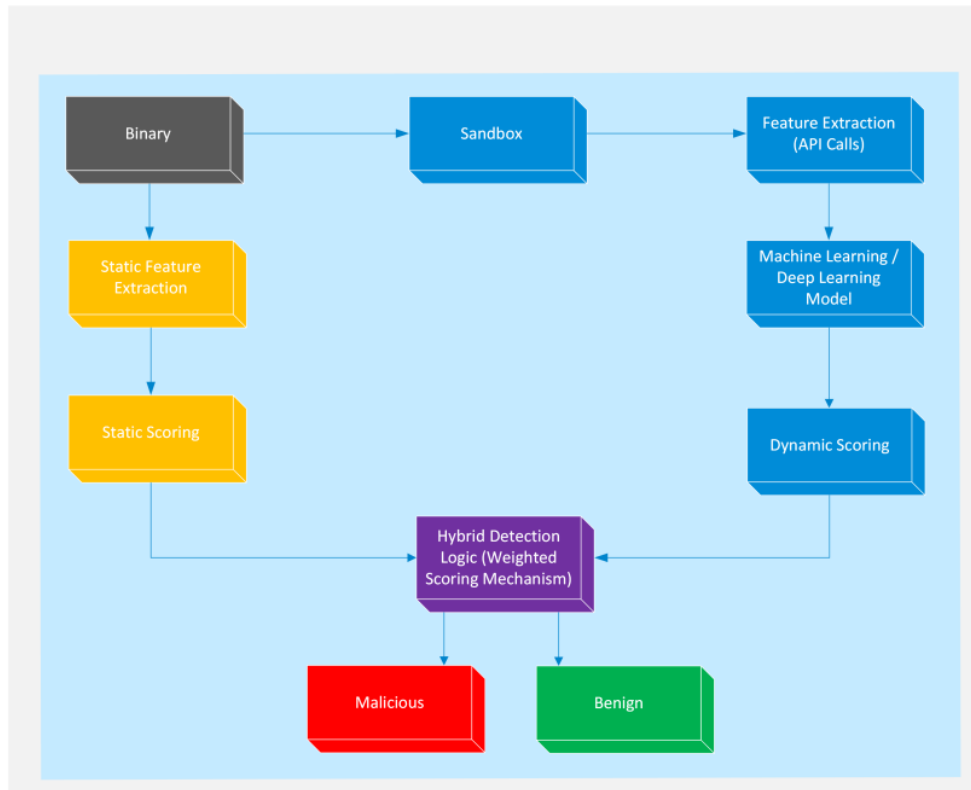 Binary
Sandbox
Feature Extraction
(API Calls)
Static Feature
Extraction
Machine Learning /
Deep Learning
Model
Static Scoring
Dynamic Scoring
Hybrid Detection
Logic (Weighted
Scoring Mechanism)
Malicious
Benign